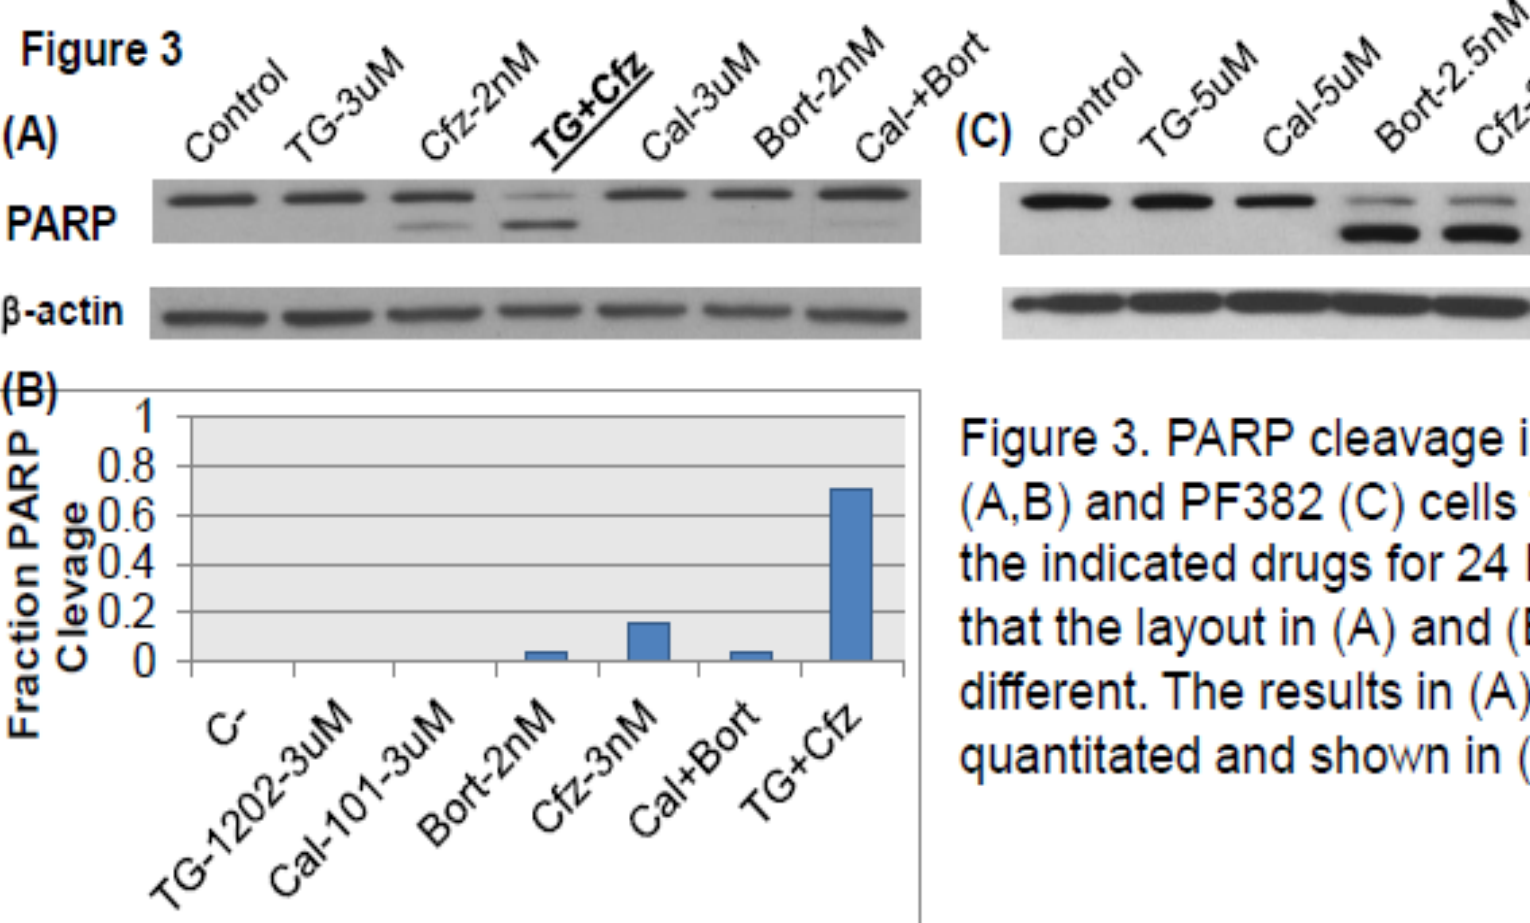 Figure 3
(A)
Control
TG-3uM
Cfz-2nM
TG+Cfz
Cal-3uM
Bort-2nM
Cal-+Bort
PARP
β-actin
(C)
Control
TG-5uM
Cal-5uM
Bort-2.5nM
(B)
Fraction PARP
Clevage
1
0.8
0.6
0.4
0.2
0
C-
TG-1202-3uM
Cal-101-3uM
Bort-2nM
Cfz-3nM
Cal+Bort
TG+Cfz
Figure 3. PARP cleavage
(A,B) and PF382 (C) cells
the indicated drugs for 24
that the layout in (A) and
different. The results in (A)
quantitated and shown in